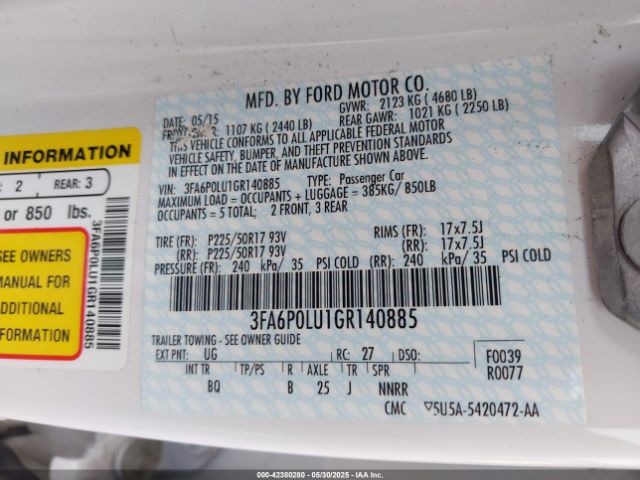 MFD. BY FORD MOTOR CO.
DATE: 05/15 GVWR: 2123 KG ( 4680 LB)
FRONT 1107 KG ( 2440 LB) REAR GAWR: 1021 KG ( 2250 LB)
THIS VEHICLE CONFORMS TO ALL APPLICABLE FEDERAL MOTOR
VEHICLE SAFETY, BUMPER, AND THEFT PREVENTION STANDARDS
IN EFFECT ON THE DATE OF MANUFACTURE SHOWN ABOVE.
VIN: 3FA6P0LU1GR140885 TYPE: Passenger Car
MAXIMUM LOAD = OCCUPANTS + LUGGAGE = 385KG/ 850LB
OCCUPANTS = 5 TOTAL; 2 FRONT, 3 REAR
TIRE (FR): P225/50R17 93V RIMS (FR): 17x7.5J
(RR): P225/50R17 93V (RR): 17x7.5J
PRESSURE (FR): 240 kPa/ 35 PSI COLD (RR): 240 kPa/ 35 PSI COLD
3FA6P0LU1GR140885
TRAILER TOWING - SEE OWNER GUIDE
EXT PNT: UG RC: 27 DSO: F0039
R0077
INT TR TP/PS R AXLE TR SPR
BQ B 25 J NNRR
CMC ▽5U5A-5420472-AA
INFORMATION
2 REAR: 3
or 850 lbs.
SEE OWNERS
MANUAL FOR
ADDITIONAL
INFORMATION
3FA6P0LU1GR140885
000-42380280 - 05/30/2025 - IAAI.COM